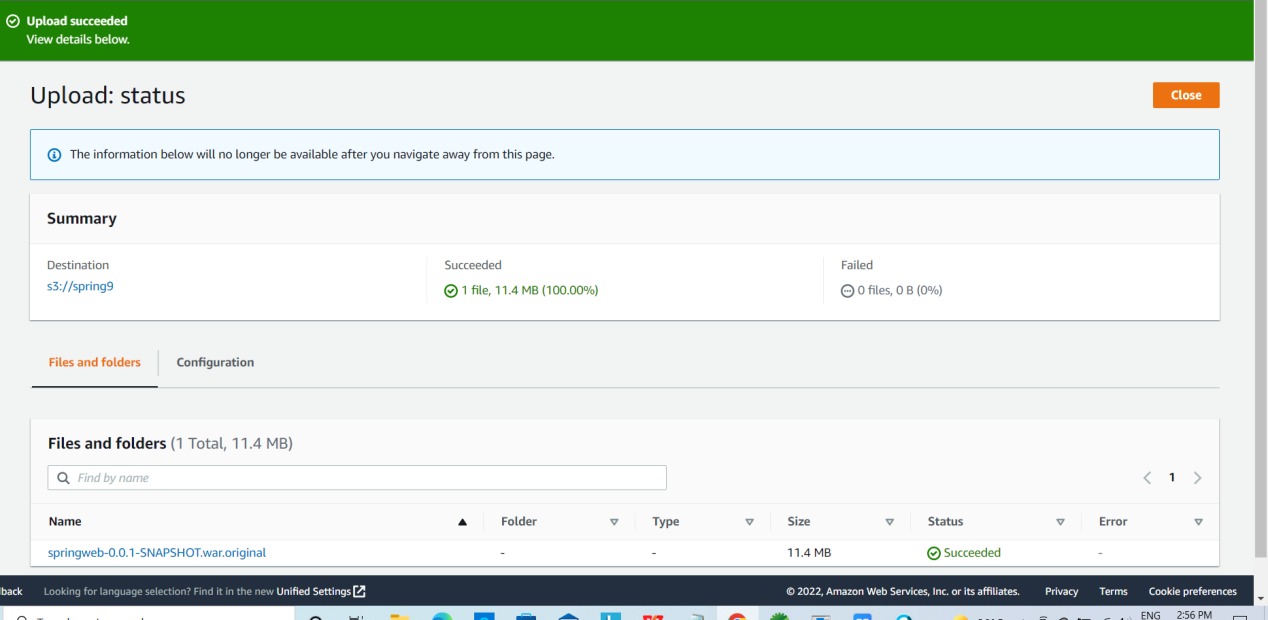 Upload succeeded
View details below.
Upload: status
Close
The information below will no longer be available after you navigate away from this page.
Summary
Destination
Succeeded
Failed
s3://spring9
1 file, 11.4 MB (100.00%)
0 files, 0 B (0%)
Files and folders
Configuration
Files and folders (1 Total, 11.4 MB)
Find by name
1
Name
Folder
Type
Size
Status
Error
springweb-0.0.1-SNAPSHOT.war.original
-
-
11.4 MB
Succeeded
-
Looking for language selection? Find it in the new Unified Settings
© 2022, Amazon Web Services, Inc. or its affiliates.
Privacy
Terms
Cookie preferences
ENG
2:56 PM